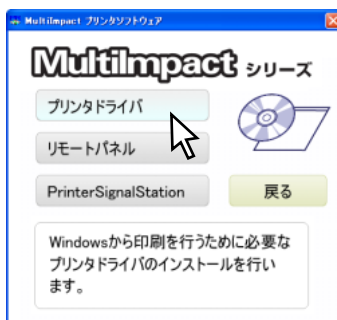 MultiImpact プリンタソフトウェア
MultiImpact シリーズ
プリンタドライバ
リモートパネル
PrinterSignalStation
戻る
Windowsから印刷を行うために必要な
プリンタドライバのインストールを行い
ます。